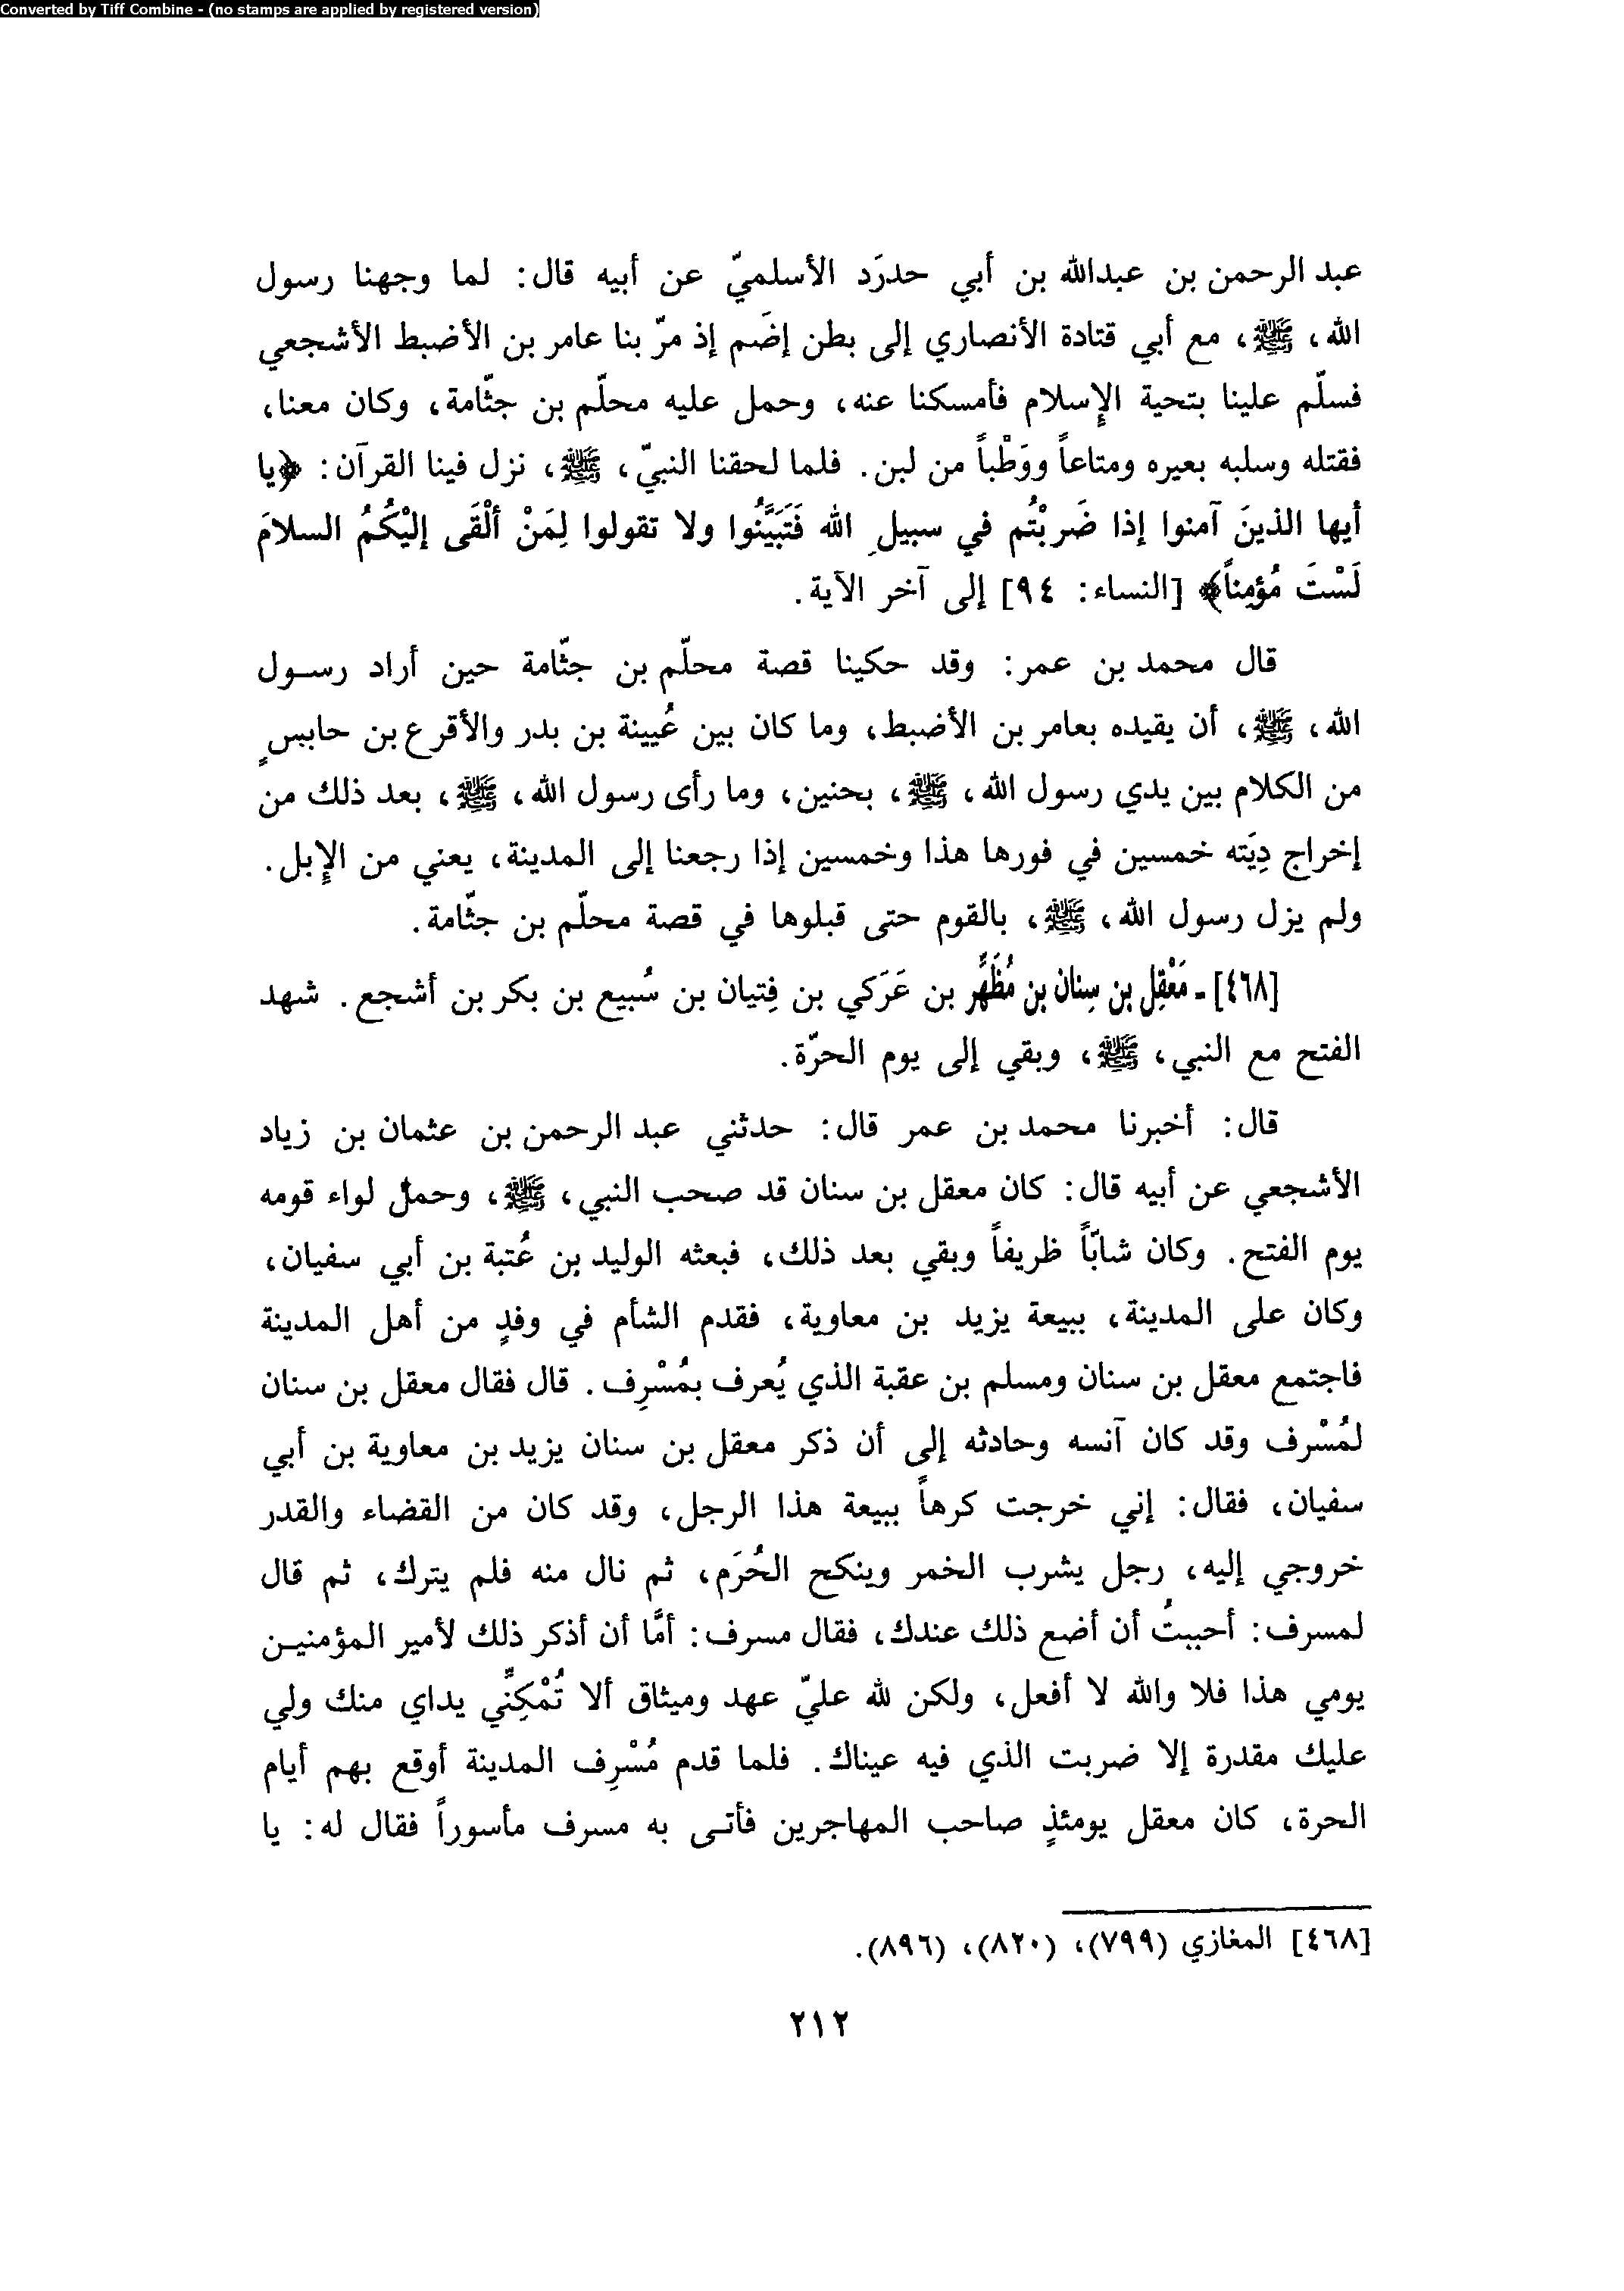 Converted by Tiff Combine - (no stamps are applied by registered version)
عبد الرحمن بن عبدالله بن أبي حدرَد الأسلميّ عن أبيه قال: لما وجهنا رسول
الله، ﷺ، مع أبي قتادة الأنصاري إلى بطن إضَم إذ مرّ بنا عامر بن الأضبط الأشجعي
فسلّم علينا بتحية الإسلام فأمسكنا عنه، وحمل عليه محلّم بن جثّامة، وكان معنا،
فقتله وسلبه بعيره ومتاعاً ووَطْباً من لبن. فلما لحقنا النبيّ، ﷺ، نزل فينا القرآن: ﴿يا
أيها الذينَ آمنوا إذا ضَربْتُم في سبيلِ الله فَتَبَيَّنُوا ولا تقولوا لِمَنْ ألْقَى إليْكُمُ السلامَ
لَسْتَ مُؤمِناً﴾ [النساء: ٩٤] إلى آخر الآية.
قال محمد بن عمر: وقد حكينا قصة محلّم بن جثّامة حين أراد رسول
الله، ﷺ، أن يقيده بعامر بن الأضبط، وما كان بين عُيينة بن بدر والأقرع بن حابسٍ
من الكلام بين يدي رسول الله، ﷺ، بحنين، وما رأى رسول الله، ﷺ، بعد ذلك من
إخراج دِيَته خمسين في فورها هذا وخمسين إذا رجعنا إلى المدينة، يعني من الإبل.
ولم يزل رسول الله، ﷺ، بالقوم حتى قبلوها في قصة محلّم بن جثّامة.
[٤٦٨] ـ مَعْقِل بن سِنان بن مُظَهَّر بن عَرَكي بن فِتيان بن سُبيع بن بكر بن أشجع. شهد
الفتح مع النبي، ﷺ، وبقي إلى يوم الحرّة.
قال: أخبرنا محمد بن عمر قال: حدثني عبد الرحمن بن عثمان بن زياد
الأشجعي عن أبيه قال: كان معقل بن سنان قد صحب النبي، ﷺ، وحمل لواء قومه
يوم الفتح. وكان شابّاً ظريفاً وبقي بعد ذلك، فبعثه الوليد بن عُتبة بن أبي سفيان،
وكان على المدينة، ببيعة يزيد بن معاوية، فقدم الشأم في وفدٍ من أهل المدينة
فاجتمع معقل بن سنان ومسلم بن عقبة الذي يُعرف بمُسْرِف. قال فقال معقل بن سنان
لمُسْرِف وقد كان آنسه وحادثه إلى أن ذكر معقل بن سنان يزيد بن معاوية بن أبي
سفيان، فقال: إني خرجت كرهاً ببيعة هذا الرجل، وقد كان من القضاء والقدر
خروجي إليه، رجل يشرب الخمر وينكح الحُرَم، ثم نال منه فلم يترك، ثم قال
لمسرف: أحببتُ أن أضع ذلك عندك، فقال مسرف: أمَّا أن أذكر ذلك لأمير المؤمنين
يومي هذا فلا والله لا أفعل، ولكن لله عليّ عهد وميثاق ألا تُمْكِنِّي يداي منك ولي
عليك مقدرة إلا ضربت الذي فيه عيناك. فلما قدم مُسْرِف المدينة أوقع بهم أيام
الحرة، كان معقل يومئذٍ صاحب المهاجرين فأتى به مسرف مأسوراً فقال له: يا
[٤٦٨] المغازي (٧٩٩)، (٨٢٠)، (٨٩٦).
٢١٢